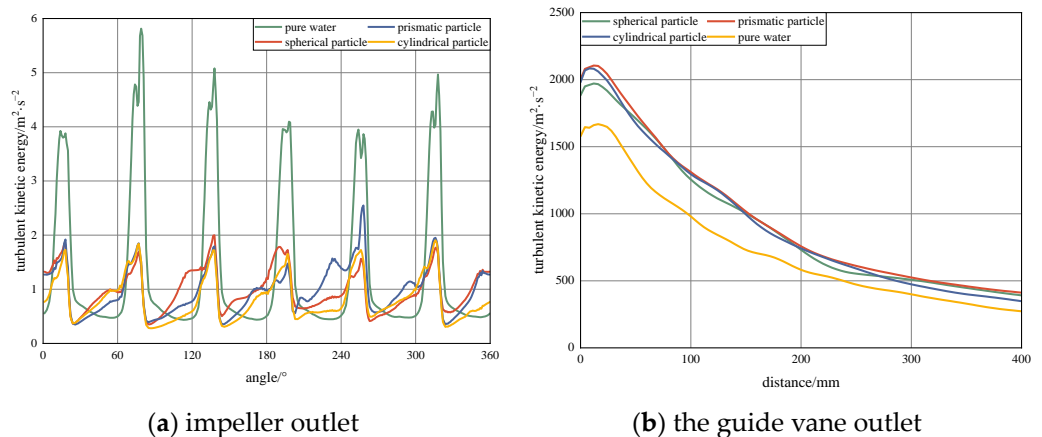 pure water prismatic particle
spherical particle cylindrical particle
turbulent kinetic energy/m²·s⁻²
6
5
4
3
2
1
0
0 60 120 180 240 300 360
angle/°
(a) impeller outlet
spherical particle prismatic particle
cylindrical particle pure water
turbulent kinetic energy/m²·s⁻²
2500
2000
1500
1000
500
0
0 100 200 300 400
distance/mm
(b) the guide vane outlet